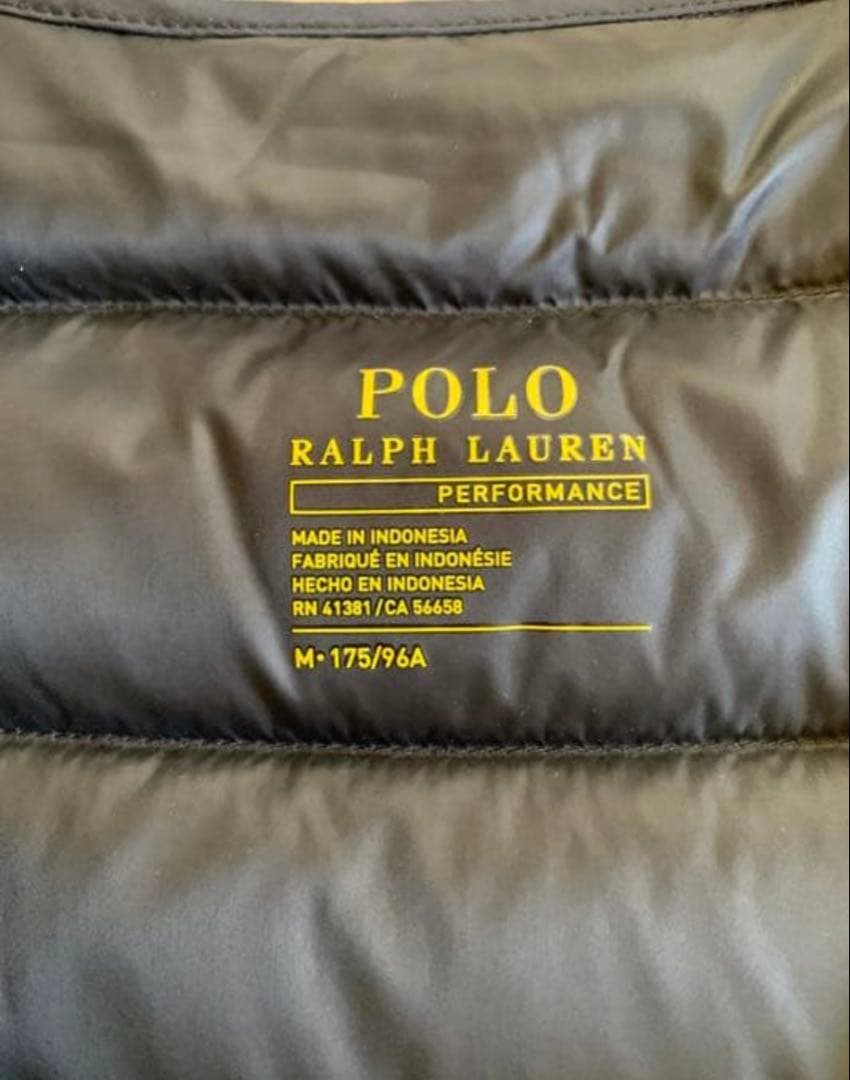 POLO
RALPH LAUREN
PERFORMANCE
MADE IN INDONESIA
FABRIQUÉ EN INDONÉSIE
HECHO EN INDONESIA
RN 41381/CA 56658
M·175/96A